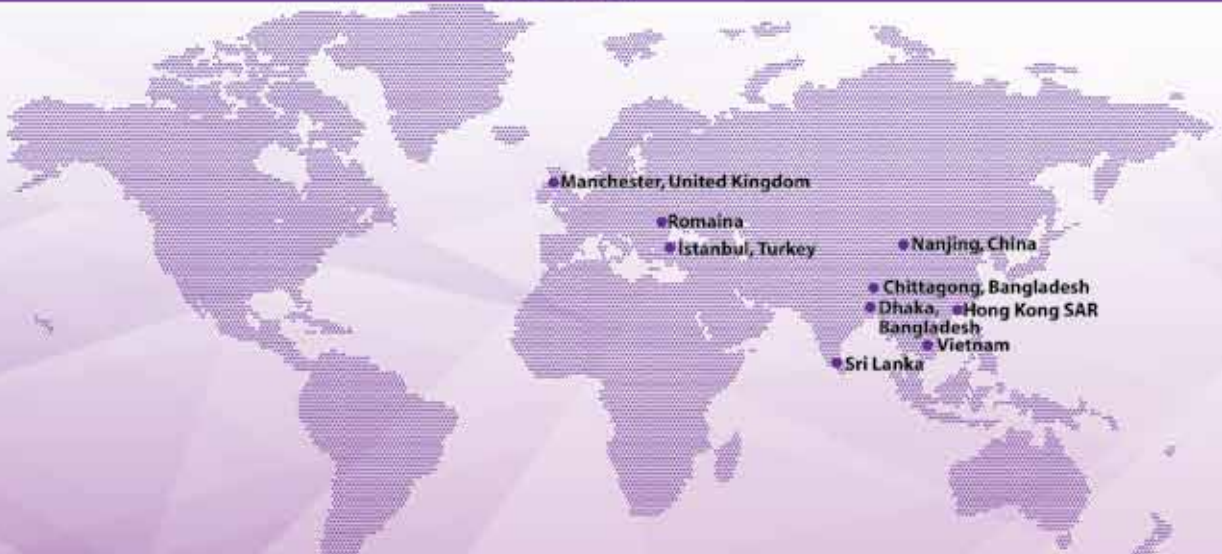 Manchester, United Kingdom
Romaina
İstanbul, Turkey
Nanjing, China
Chittagong, Bangladesh
Dhaka,
Bangladesh
Hong Kong SAR
Vietnam
Sri Lanka